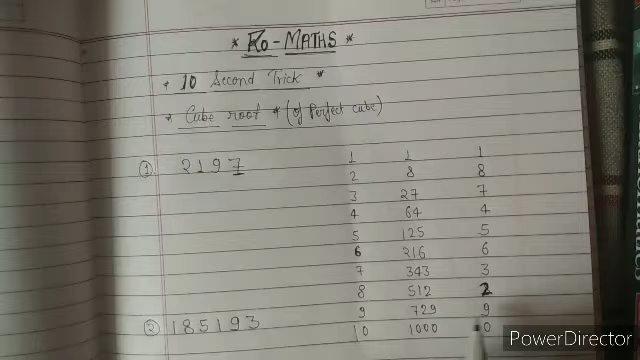 * Ro - MATHS *
* 10 Second Trick *
* Cube root * (of Perfect cube)
① 2197
1 1 1
2 8 8
3 27 7
4 64 4
5 125 5
6 216 6
7 343 3
8 512 2
9 729 9
② 185193
10 1000 0
PowerDirector